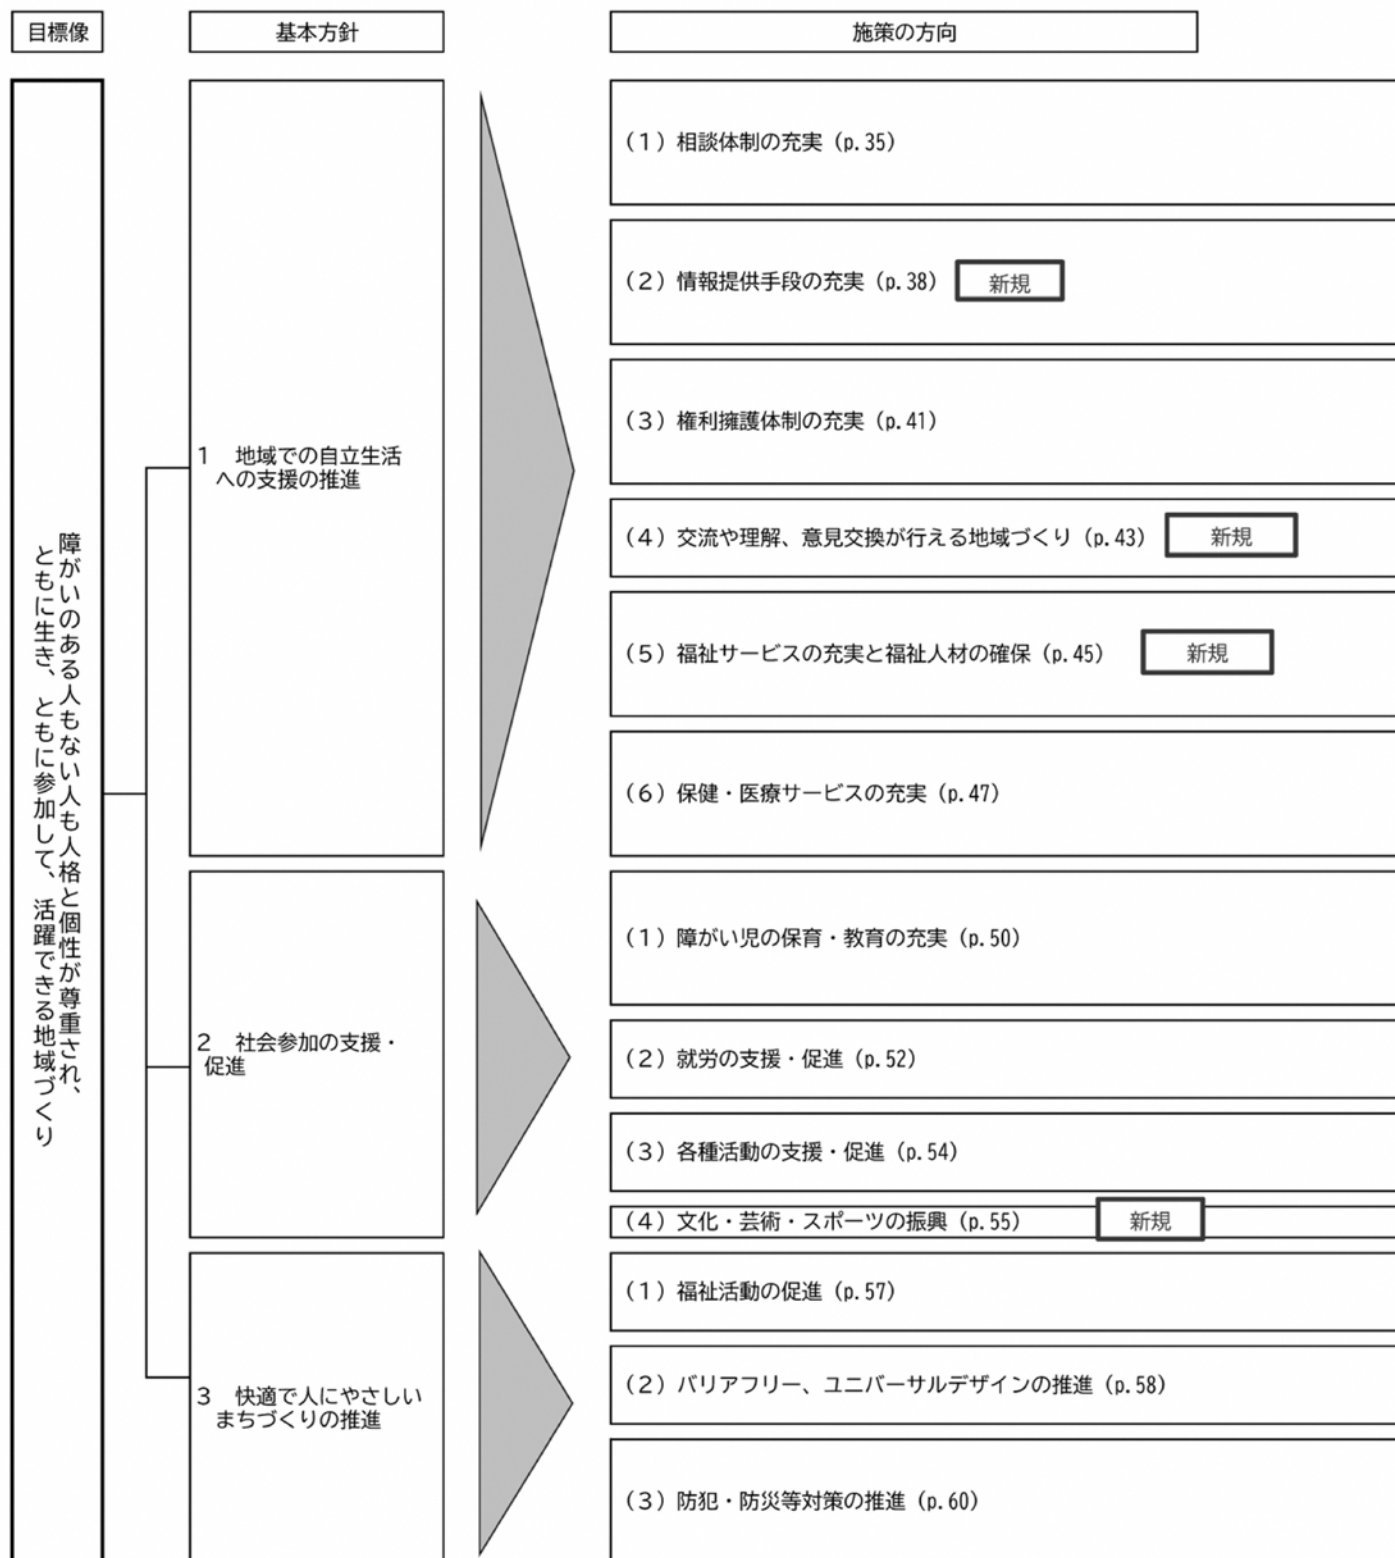 目標像
基本方針
施策の方向
障がいのある人もない人も人格と個性が尊重され、
ともに生き、ともに参加して、活躍できる地域づくり
1　地域での自立生活
への支援の推進
（1）相談体制の充実（p.35）
（2）情報提供手段の充実（p.38）　新規
（3）権利擁護体制の充実（p.41）
（4）交流や理解、意見交換が行える地域づくり（p.43）　新規
（5）福祉サービスの充実と福祉人材の確保（p.45）　新規
（6）保健・医療サービスの充実（p.47）
2　社会参加の支援・
促進
（1）障がい児の保育・教育の充実（p.50）
（2）就労の支援・促進（p.52）
（3）各種活動の支援・促進（p.54）
（4）文化・芸術・スポーツの振興（p.55）　新規
3　快適で人にやさしい
まちづくりの推進
（1）福祉活動の促進（p.57）
（2）バリアフリー、ユニバーサルデザインの推進（p.58）
（3）防犯・防災等対策の推進（p.60）